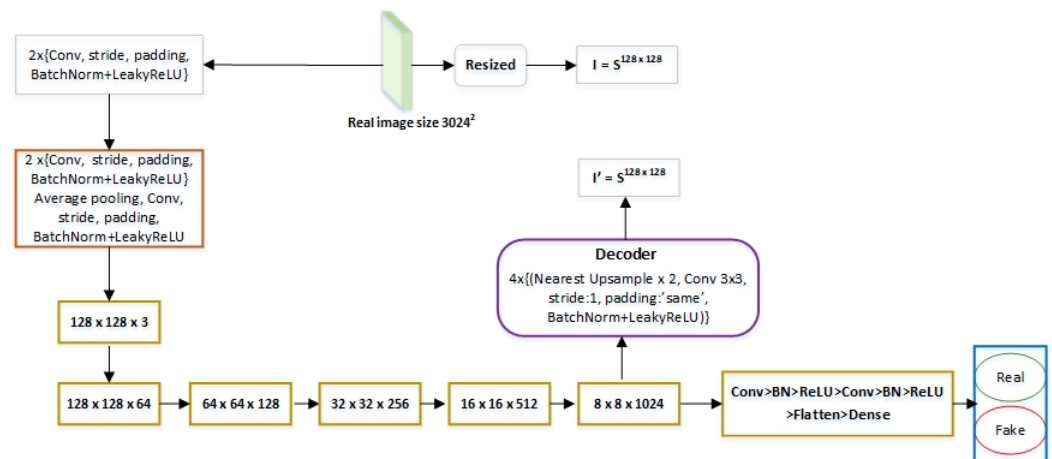 2x{Conv, stride, padding,
BatchNorm+LeakyReLU}
Resized
I = S^128 x 128
Real image size 3024²
2 x{Conv, stride, padding,
BatchNorm+LeakyReLU}
Average pooling, Conv,
stride, padding,
BatchNorm+LeakyReLU
I’ = S^128 x 128
Decoder
4x{(Nearest Upsample x 2, Conv 3x3,
stride:1, padding:’same’,
BatchNorm+LeakyReLU)}
128 x 128 x 3
128 x 128 x 64
64 x 64 x 128
32 x 32 x 256
16 x 16 x 512
8 x 8 x 1024
Conv>BN>ReLU>Conv>BN>ReLU
>Flatten>Dense
Real
Fake